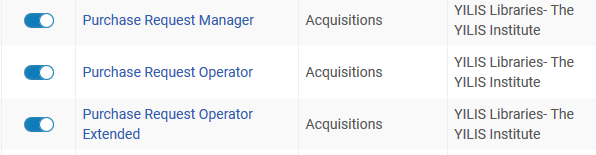 Purchase Request Manager
Acquisitions
YILIS Libraries- The
YILIS Institute
Purchase Request Operator
Acquisitions
YILIS Libraries- The
YILIS Institute
Purchase Request Operator
Extended
Acquisitions
YILIS Libraries- The
YILIS Institute